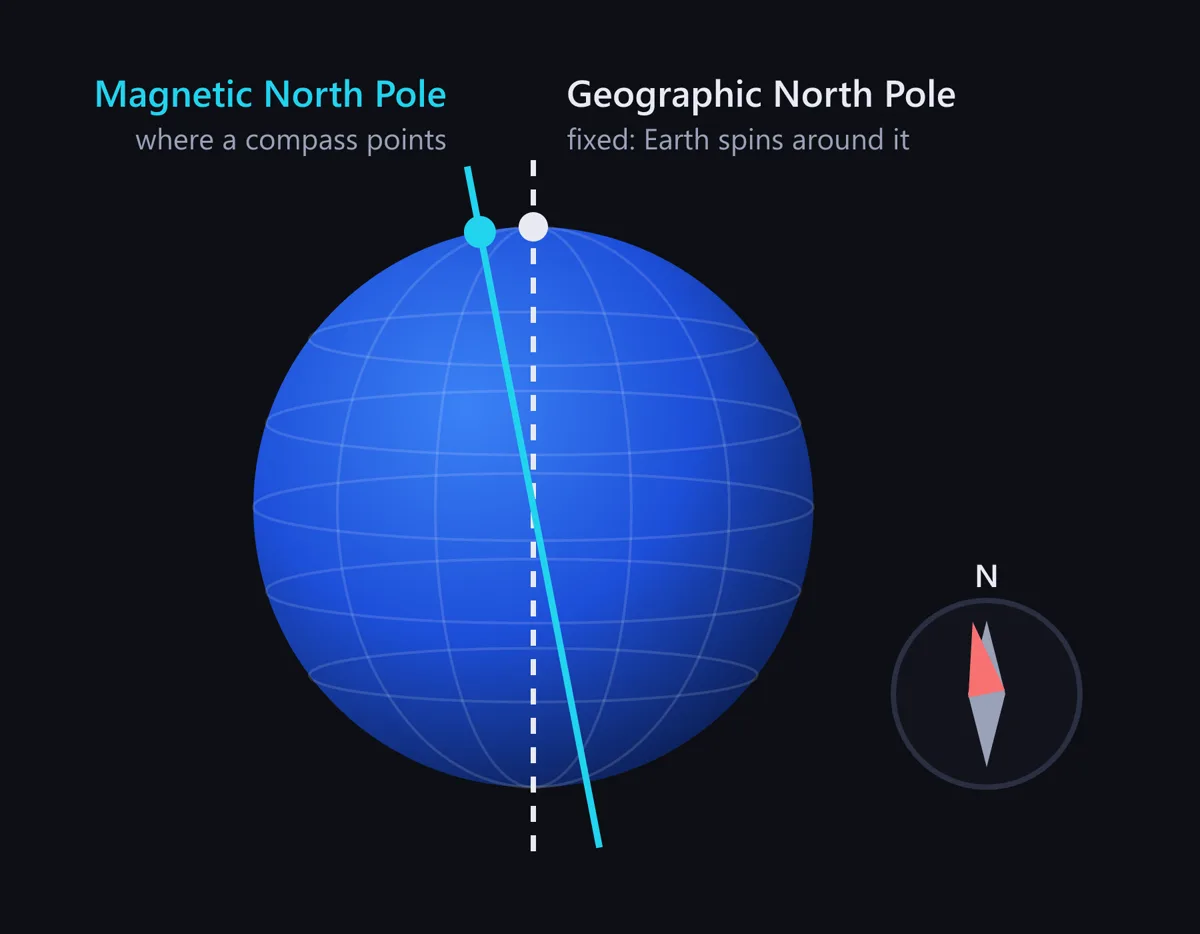 Magnetic North Pole
where a compass points
Geographic North Pole
fixed: Earth spins around it
N